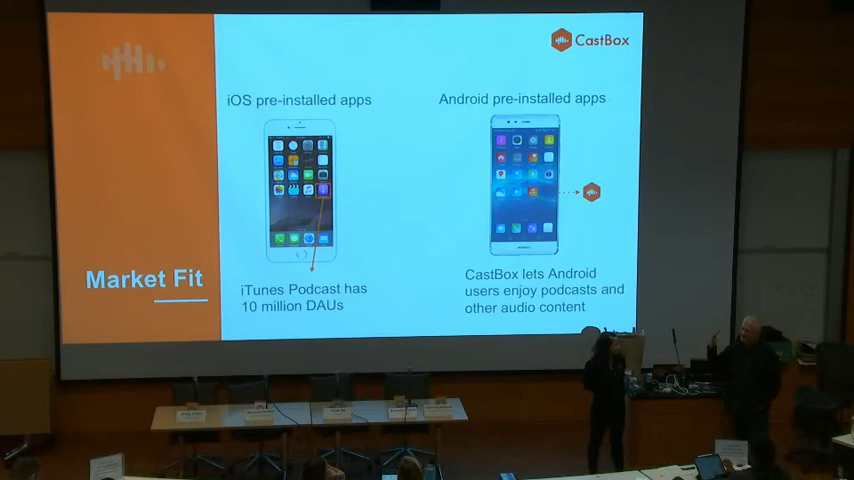 CastBox
iOS pre-installed apps
Android pre-installed apps
Market Fit
iTunes Podcast has
10 million DAUs
CastBox lets Android
users enjoy podcasts and
other audio content